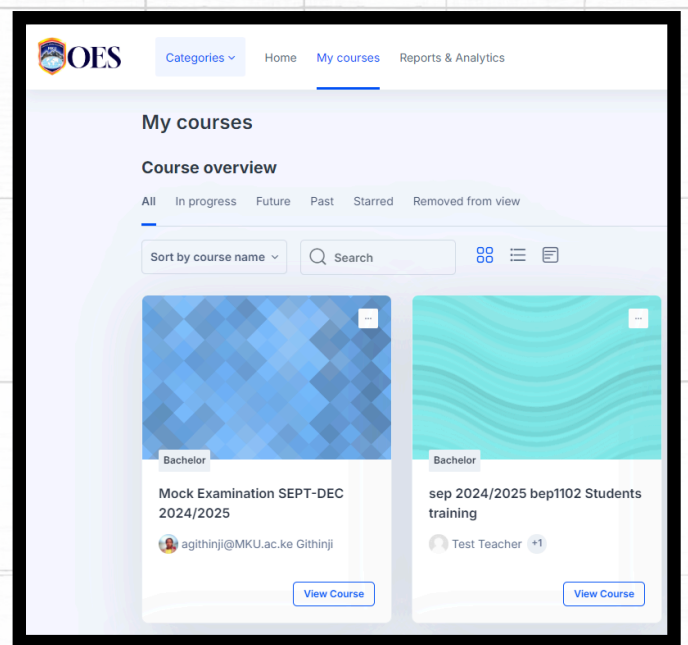 OES
Categories Home My courses Reports & Analytics
My courses
Course overview
All In progress Future Past Starred Removed from view
Sort by course name Search
Bachelor
Mock Examination SEPT-DEC
2024/2025
agithinji@MKU.ac.ke Githinji
View Course
Bachelor
sep 2024/2025 bep1102 Students
training
Test Teacher +1
View Course